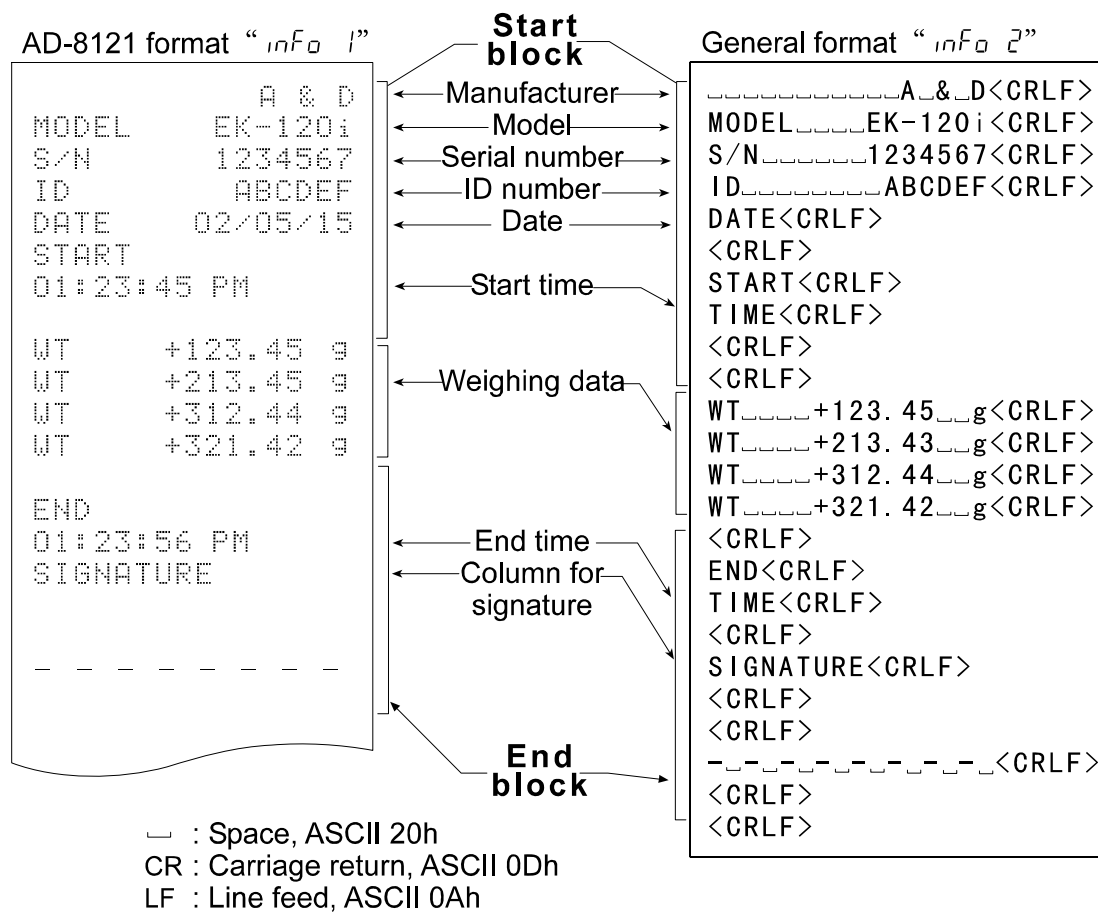 AD-8121 format “ inFo 1”
A & D
MODEL EK-120i
S/N 1234567
ID ABCDEF
DATE 02/05/15
START
01:23:45 PM
WT +123.45 g
WT +213.45 g
WT +312.44 g
WT +321.42 g
END
01:23:56 PM
SIGNATURE
_ _ _ _ _ _ _ _ _
Start
block
Manufacturer
Model
Serial number
ID number
Date
Start time
Weighing data
End time
Column for
signature
End
block
General format “ inFo 2”
␣␣␣␣␣␣␣␣␣␣␣A␣&␣D<CRLF>
MODEL␣␣␣␣EK-120i<CRLF>
S/N␣␣␣␣␣␣1234567<CRLF>
ID␣␣␣␣␣␣␣␣ABCDEF<CRLF>
DATE<CRLF>
<CRLF>
START<CRLF>
TIME<CRLF>
<CRLF>
<CRLF>
WT␣␣␣␣+123.45␣␣g<CRLF>
WT␣␣␣␣+213.43␣␣g<CRLF>
WT␣␣␣␣+312.44␣␣g<CRLF>
WT␣␣␣␣+321.42␣␣g<CRLF>
<CRLF>
END<CRLF>
TIME<CRLF>
<CRLF>
SIGNATURE<CRLF>
<CRLF>
<CRLF>
-␣-␣-␣-␣-␣-␣-␣-␣<CRLF>
<CRLF>
<CRLF>
␣ : Space, ASCII 20h
CR : Carriage return, ASCII 0Dh
LF : Line feed, ASCII 0Ah